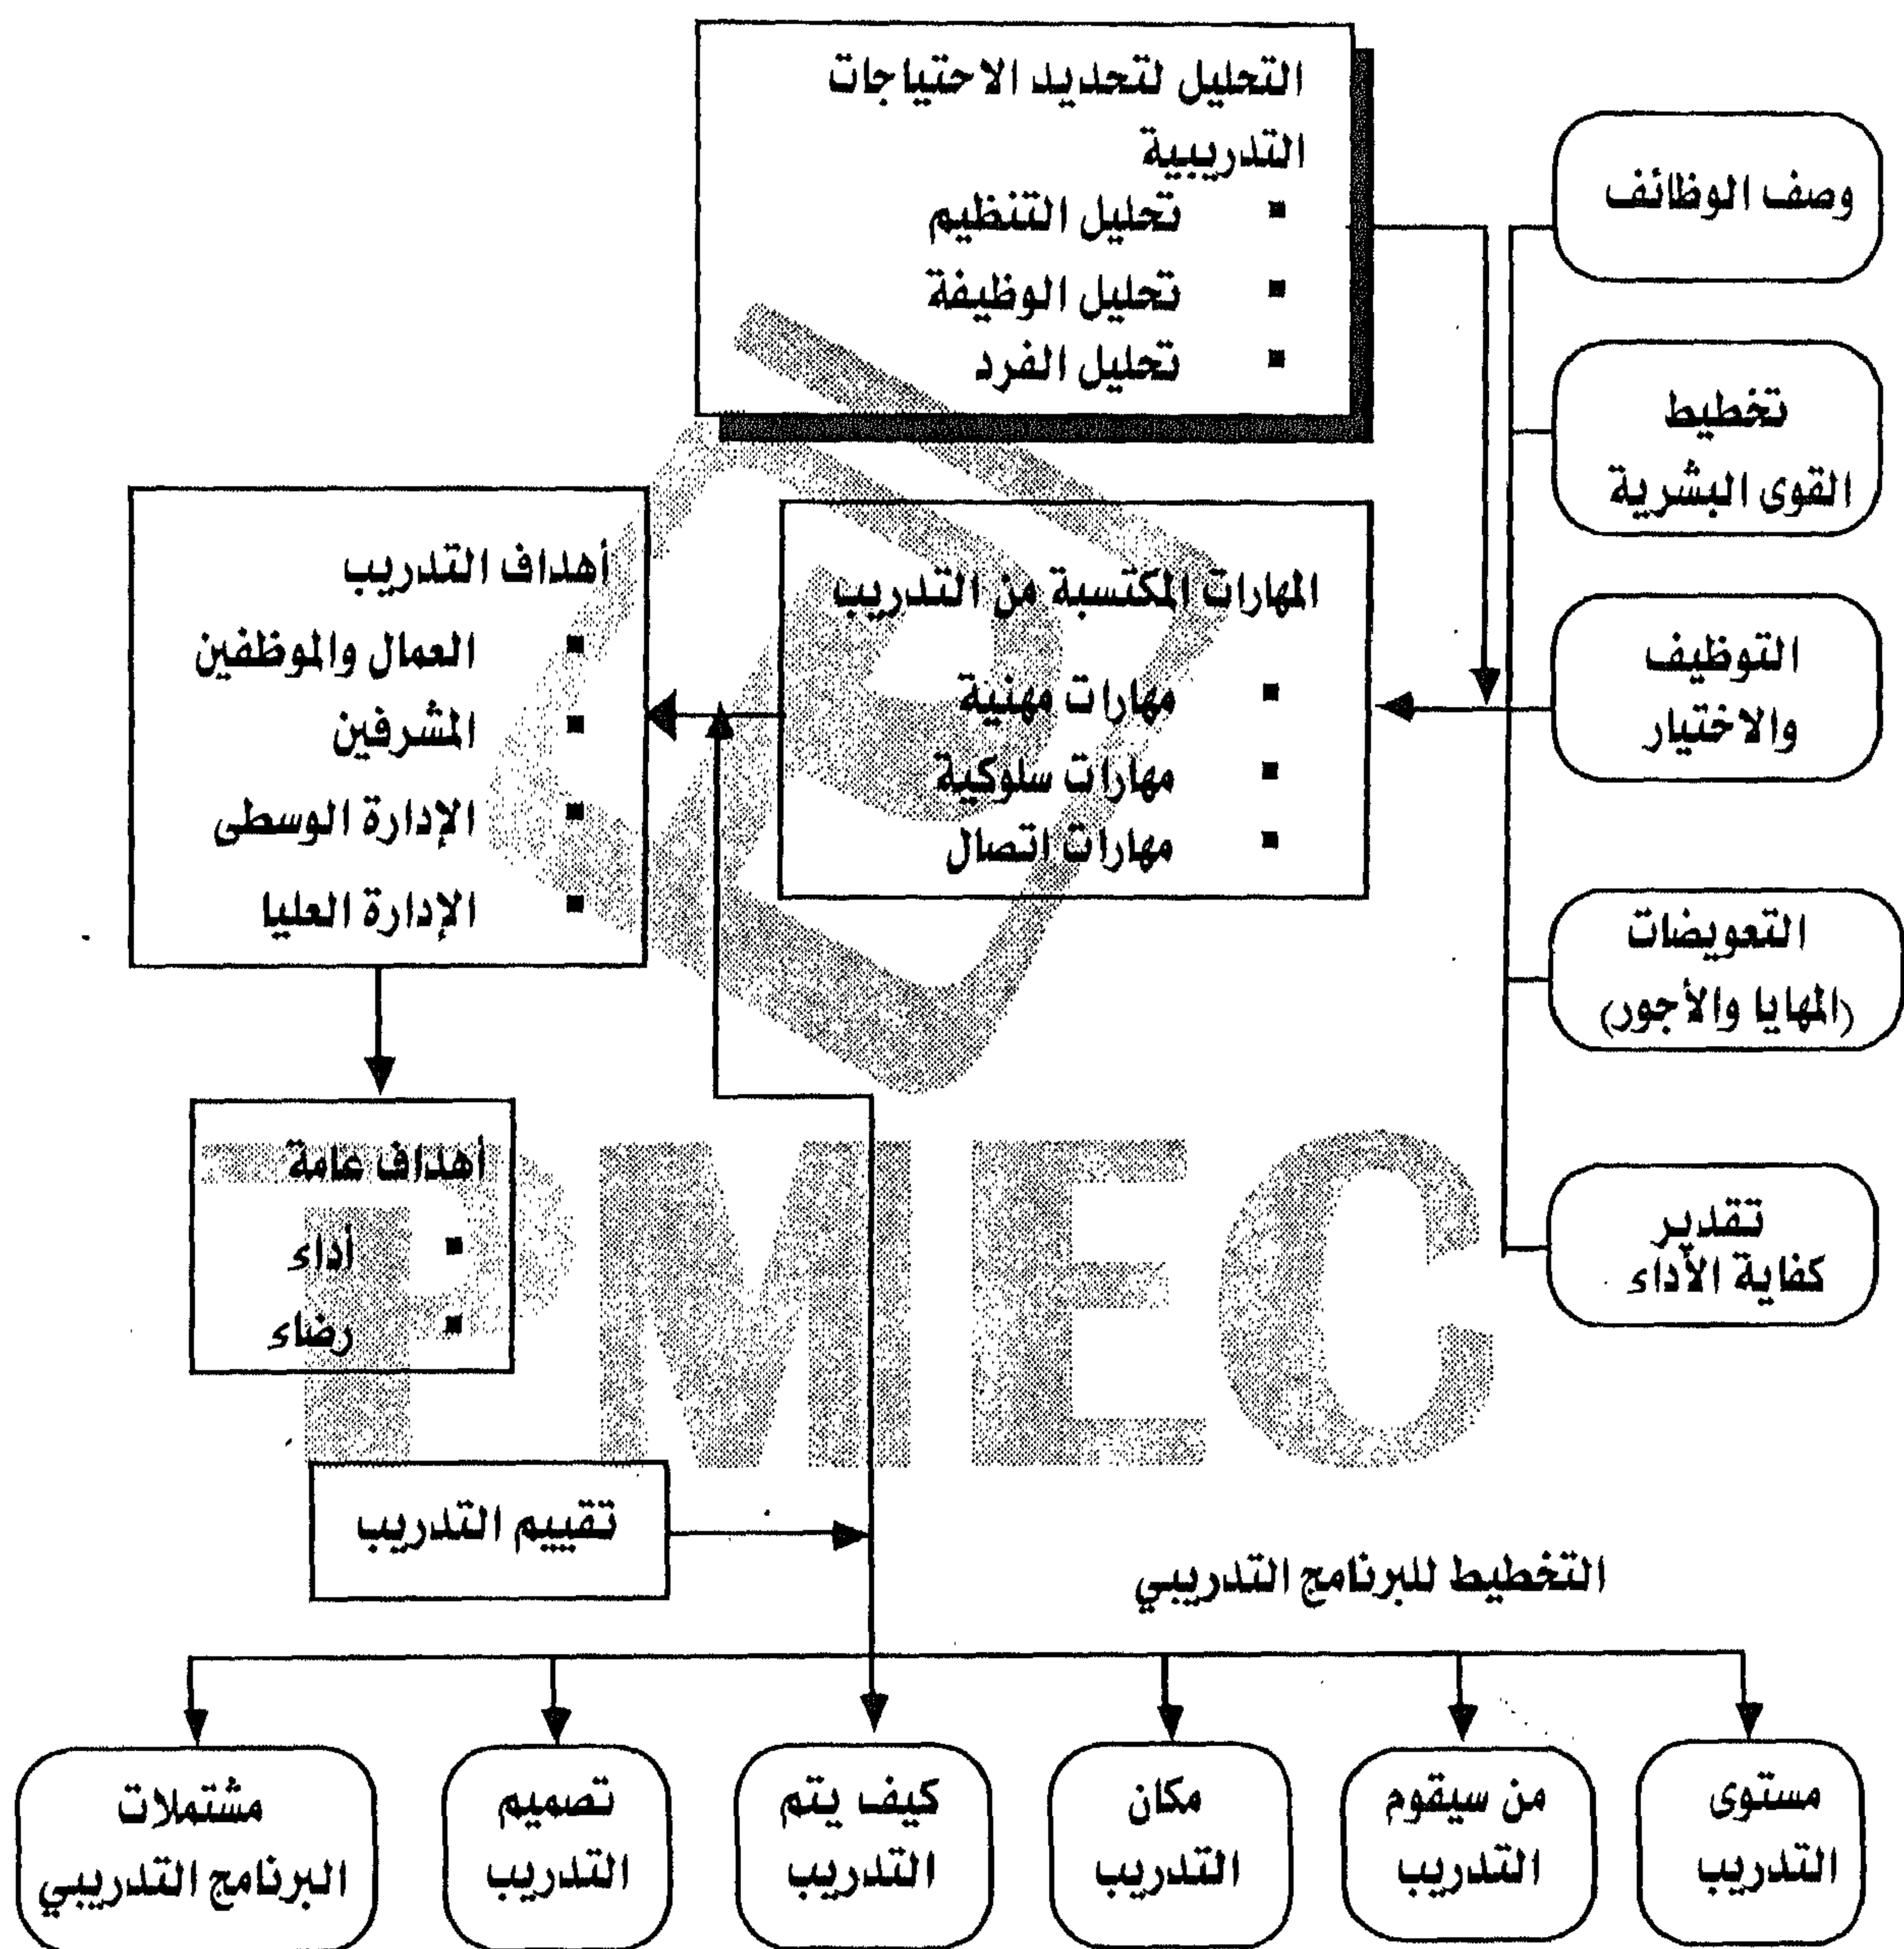 التحليل لتحديد الاحتياجات
التدريبية
▪ تحليل التنظيم
▪ تحليل الوظيفة
▪ تحليل الفرد
وصف الوظائف
تخطيط
القوى البشرية
التوظيف
والاختيار
التعويضات
(المهايا والأجور)
تقدير
كفاية الأداء
المهارات المكتسبة من التدريب
▪ مهارات مهنية
▪ مهارات سلوكية
▪ مهارات اتصال
أهداف التدريب
▪ العمال والموظفين
▪ المشرفين
▪ الإدارة الوسطى
▪ الإدارة العليا
أهداف عامة
▪ أداء
▪ رضاء
PMEC
تقييم التدريب
التخطيط للبرنامج التدريبي
مستوى
التدريب
من سيقوم
التدريب
مكان
التدريب
كيف يتم
التدريب
تصميم
التدريب
مشتملات
البرنامج التدريبي